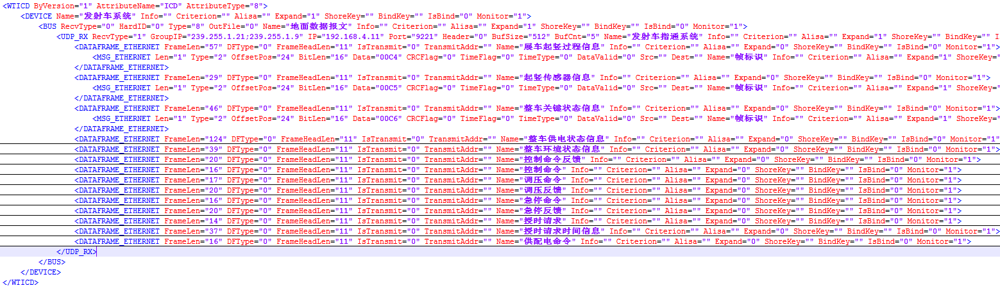 <WTICD ByVersion="1" AttributeName="ICD" AttributeType="8">
<DEVICE Name="发射车系统" Info="" Criterion="" Alisa="" Expand="1" ShoreKey="" BindKey="" IsBind="0" Monitor="1">
<BUS RecvType="0" HardID="0" Type="8" OutFile="0" Name="地面数据报文" Info="" Criterion="" Alisa="" Expand="1" ShoreKey="" BindKey="" IsBind="0" Monitor="1">
<UDP_RX RecvType="1" GroupIP="239.255.1.21;239.255.1.9" IP="192.168.4.11" Port="9221" Header="0" BufSize="512" BufCnt="5" Name="发射车指通系统" Info="" Criterion="" Alisa="" Expand="1" ShoreKey="" BindKey="" I
<DATAFRAME_ETHERNET FrameLen="57" DFType="0" FrameHeadLen="11" IsTransmit="0" TransmitAddr="" Name="展车起竖过程信息" Info="" Criterion="" Alisa="" Expand="0" ShoreKey="" BindKey="" IsBind="0" Monitor="1">
<MSG_ETHERNET Len="1" Type="2" OffsetPos="24" BitLen="16" Data="00C4" CRCFlag="0" TimeFlag="0" TimeType="0" DataValid="0" Src="" Dest="" Name="帧标识" Info="" Criterion="" Alisa="" Expand="1" ShoreKey="
</DATAFRAME_ETHERNET>
<DATAFRAME_ETHERNET FrameLen="29" DFType="0" FrameHeadLen="11" IsTransmit="0" TransmitAddr="" Name="起竖传感器信息" Info="" Criterion="" Alisa="" Expand="0" ShoreKey="" BindKey="" IsBind="0" Monitor="1">
<MSG_ETHERNET Len="1" Type="2" OffsetPos="24" BitLen="16" Data="00C5" CRCFlag="0" TimeFlag="0" TimeType="0" DataValid="0" Src="" Dest="" Name="帧标识" Info="" Criterion="" Alisa="" Expand="1" ShoreKey="
</DATAFRAME_ETHERNET>
<DATAFRAME_ETHERNET FrameLen="46" DFType="0" FrameHeadLen="11" IsTransmit="0" TransmitAddr="" Name="整车关键状态信息" Info="" Criterion="" Alisa="" Expand="0" ShoreKey="" BindKey="" IsBind="0" Monitor="1">
<MSG_ETHERNET Len="1" Type="2" OffsetPos="24" BitLen="16" Data="00C6" CRCFlag="0" TimeFlag="0" TimeType="0" DataValid="0" Src="" Dest="" Name="帧标识" Info="" Criterion="" Alisa="" Expand="1" ShoreKey="
</DATAFRAME_ETHERNET>
<DATAFRAME_ETHERNET FrameLen="124" DFType="0" FrameHeadLen="11" IsTransmit="0" TransmitAddr="" Name="整车供电状态信息" Info="" Criterion="" Alisa="" Expand="0" ShoreKey="" BindKey="" IsBind="0" Monitor="1"
<DATAFRAME_ETHERNET FrameLen="39" DFType="0" FrameHeadLen="11" IsTransmit="0" TransmitAddr="" Name="整车环境状态信息" Info="" Criterion="" Alisa="" Expand="0" ShoreKey="" BindKey="" IsBind="0" Monitor="1">
<DATAFRAME_ETHERNET FrameLen="20" DFType="0" FrameHeadLen="11" IsTransmit="0" TransmitAddr="" Name="控制命令反馈" Info="" Criterion="" Alisa="" Expand="0" ShoreKey="" BindKey="" IsBind="0" Monitor="1">
<DATAFRAME_ETHERNET FrameLen="16" DFType="0" FrameHeadLen="11" IsTransmit="0" TransmitAddr="" Name="控制命令" Info="" Criterion="" Alisa="" Expand="0" ShoreKey="" BindKey="" IsBind="0" Monitor="1">
<DATAFRAME_ETHERNET FrameLen="17" DFType="0" FrameHeadLen="11" IsTransmit="0" TransmitAddr="" Name="调压命令" Info="" Criterion="" Alisa="" Expand="0" ShoreKey="" BindKey="" IsBind="0" Monitor="1">
<DATAFRAME_ETHERNET FrameLen="20" DFType="0" FrameHeadLen="11" IsTransmit="0" TransmitAddr="" Name="调压反馈" Info="" Criterion="" Alisa="" Expand="0" ShoreKey="" BindKey="" IsBind="0" Monitor="1">
<DATAFRAME_ETHERNET FrameLen="16" DFType="0" FrameHeadLen="11" IsTransmit="0" TransmitAddr="" Name="急停命令" Info="" Criterion="" Alisa="" Expand="0" ShoreKey="" BindKey="" IsBind="0" Monitor="1">
<DATAFRAME_ETHERNET FrameLen="20" DFType="0" FrameHeadLen="11" IsTransmit="0" TransmitAddr="" Name="急停反馈" Info="" Criterion="" Alisa="" Expand="0" ShoreKey="" BindKey="" IsBind="0" Monitor="1">
<DATAFRAME_ETHERNET FrameLen="14" DFType="0" FrameHeadLen="11" IsTransmit="0" TransmitAddr="" Name="授时请求" Info="" Criterion="" Alisa="" Expand="0" ShoreKey="" BindKey="" IsBind="0" Monitor="1">
<DATAFRAME_ETHERNET FrameLen="37" DFType="0" FrameHeadLen="11" IsTransmit="0" TransmitAddr="" Name="授时请求时间信息" Info="" Criterion="" Alisa="" Expand="0" ShoreKey="" BindKey="" IsBind="0" Monitor="1">
<DATAFRAME_ETHERNET FrameLen="16" DFType="0" FrameHeadLen="11" IsTransmit="0" TransmitAddr="" Name="供配电命令" Info="" Criterion="" Alisa="" Expand="0" ShoreKey="" BindKey="" IsBind="0" Monitor="1">
</UDP_RX>
</BUS>
</DEVICE>
</WTICD>